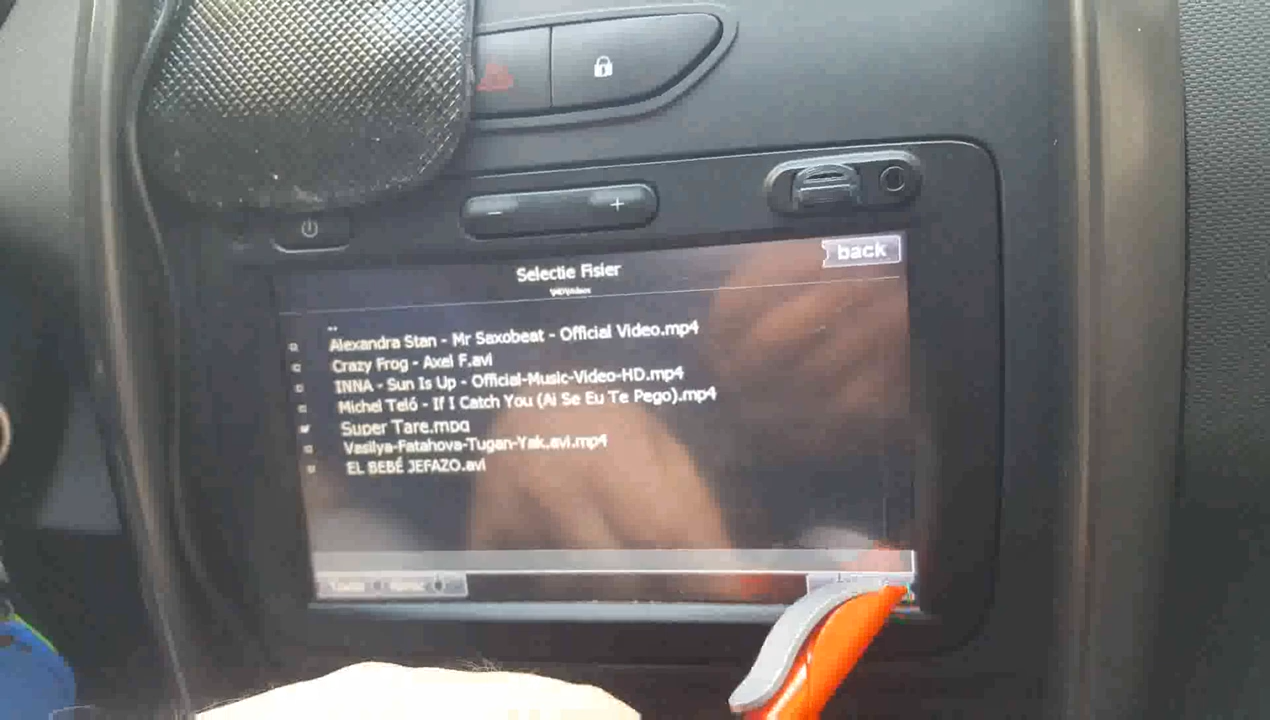 back
Selectie Fisier
..
Alexandra Stan - Mr Saxobeat - Official Video.mp4
Crazy Frog - Axel F.avi
INNA - Sun Is Up - Official-Music-Video-HD.mp4
Michel Teló - If I Catch You (Ai Se Eu Te Pego).mp4
Super Tare.mpg
Vasilya-Fatahova-Tugan-Yak.avi.mp4
EL BEBÉ JEFAZO.avi